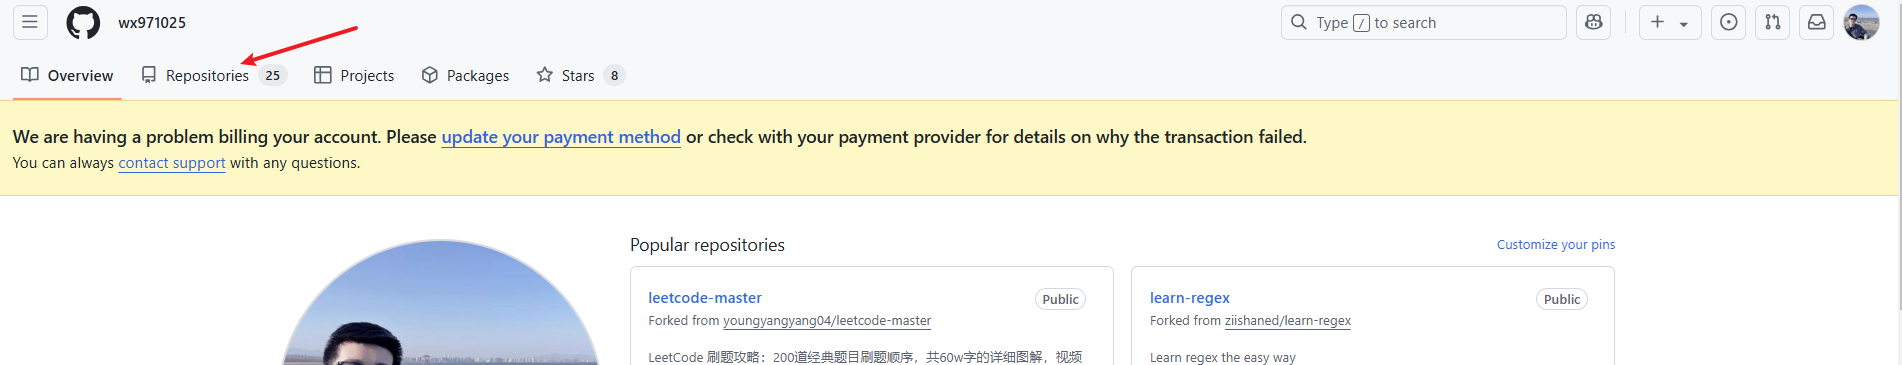 wx971025
Type / to search
Overview
Repositories 25
Projects
Packages
Stars 8
We are having a problem billing your account. Please update your payment method or check with your payment provider for details on why the transaction failed.
You can always contact support with any questions.
Popular repositories
Customize your pins
leetcode-master
Public
Forked from youngyangyang04/leetcode-master
LeetCode 刷题攻略：200道经典题目刷题顺序，共60w字的详细图解，视频
learn-regex
Public
Forked from ziishaned/learn-regex
Learn regex the easy way